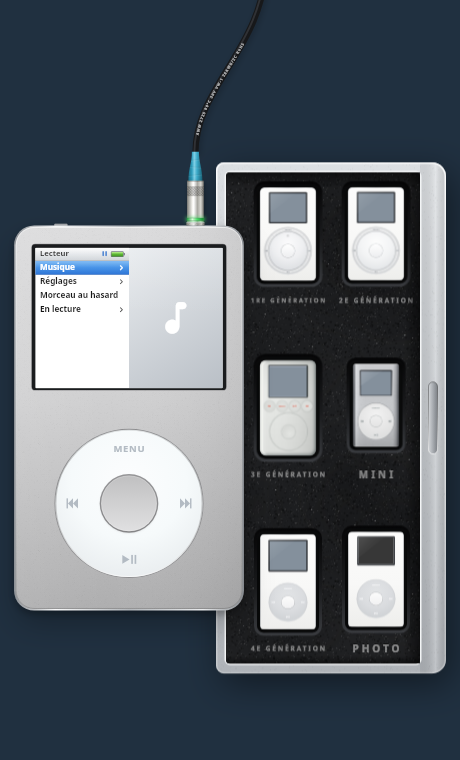 Lecteur
Musique
Réglages
Morceau au hasard
En lecture
MENU
1RE GÉNÉRATION
2E GÉNÉRATION
3E GÉNÉRATION
MINI
4E GÉNÉRATION
PHOTO